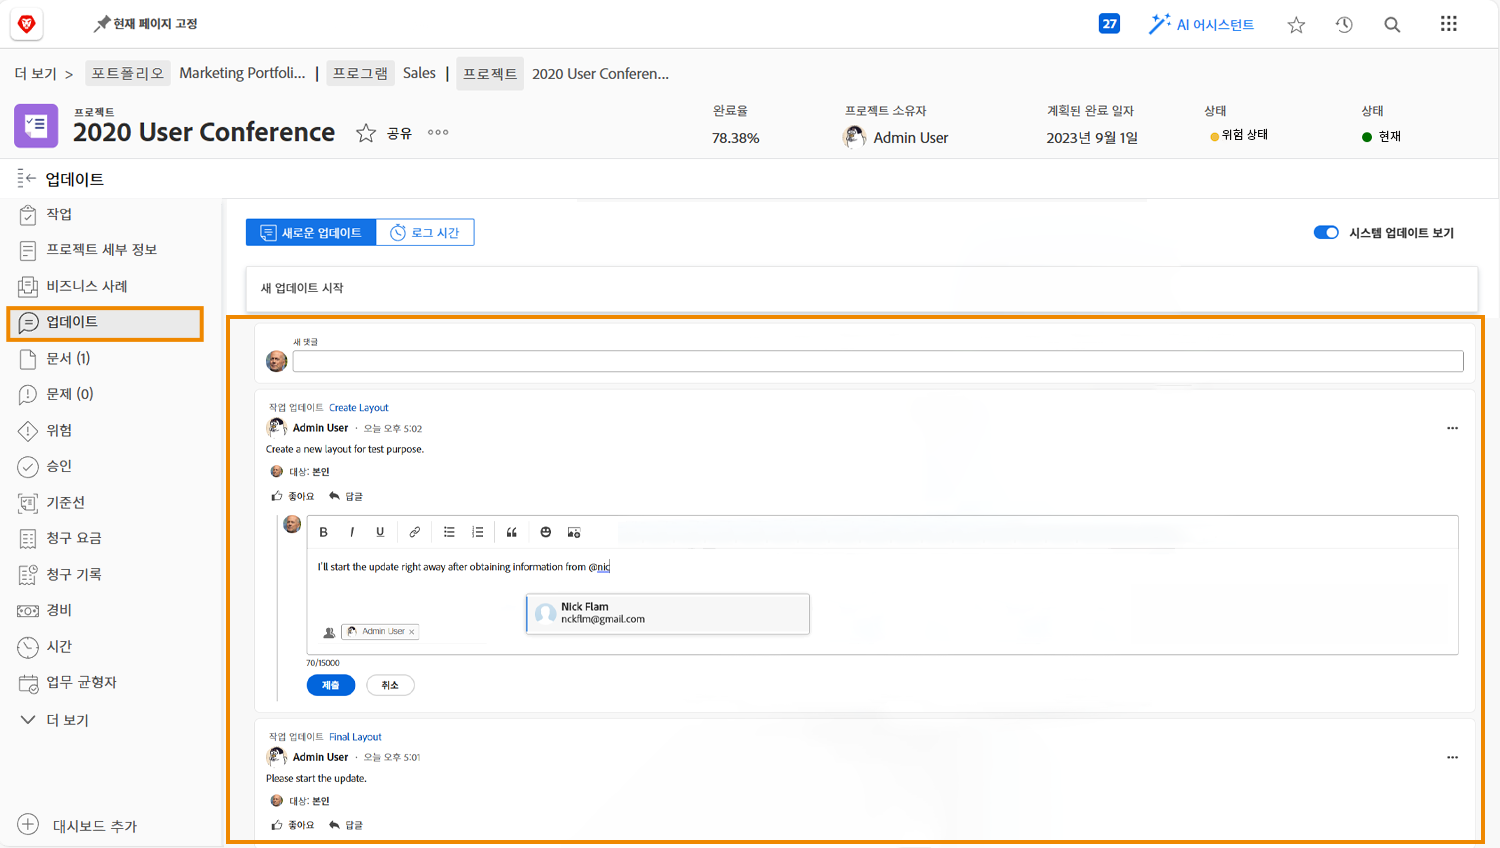 현재 페이지 고정
27
AI 어시스턴트
더 보기 > 포트폴리오 Marketing Portfoli... | 프로그램 Sales | 프로젝트 2020 User Conferen...
프로젝트
2020 User Conference
공유
완료율
78.38%
프로젝트 소유자
Admin User
계획된 완료 일자
2023년 9월 1일
상태
위험 상태
상태
현재
업데이트
작업
프로젝트 세부 정보
비즈니스 사례
업데이트
문서 (1)
문제 (0)
위험
승인
기준선
청구 요금
청구 기록
경비
시간
업무 균형자
더 보기
대시보드 추가
새로운 업데이트
로그 시간
시스템 업데이트 보기
새 업데이트 시작
새 댓글
작업 업데이트 Create Layout
Admin User · 오늘 오후 5:02
Create a new layout for test purpose.
대상: 본인
좋아요 답글
B I U
I'll start the update right away after obtaining information from @nic
Nick Flam
nckflm@gmail.com
Admin User ×
70/15000
제출 취소
작업 업데이트 Final Layout
Admin User · 오늘 오후 5:01
Please start the update.
대상: 본인
좋아요 답글